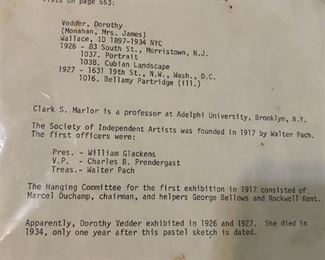 lists on page 553:
Vedder, Dorothy
(Monahan, Mrs. James)
Wallace, ID 1897-1934 NYC
1926 - 83 South St., Morristown, N.J.
1037. Portrait
1038. Cubian Landscape
1927 - 1631 19th St., N.W., Wash., D.C.
1016. Bellamy Partridge (ill.)
Clark S. Marlor is a professor at Adelphi University, Brooklyn, N.Y.
The Society of Independent Artists was founded in 1917 by Walter Pach.
The first officers were:
Pres. - William Glackens
V.P. - Charles B. Prendergast
Treas. - Walter Pach
The Hanging Committee for the first exhibition in 1917 consisted of
Marcel Duchamp, chairman, and helpers George Bellows and Rockwell Kent.
Apparently, Dorothy Vedder exhibited in 1926 and 1927. She died in
1934, only one year after this pastel sketch is dated.